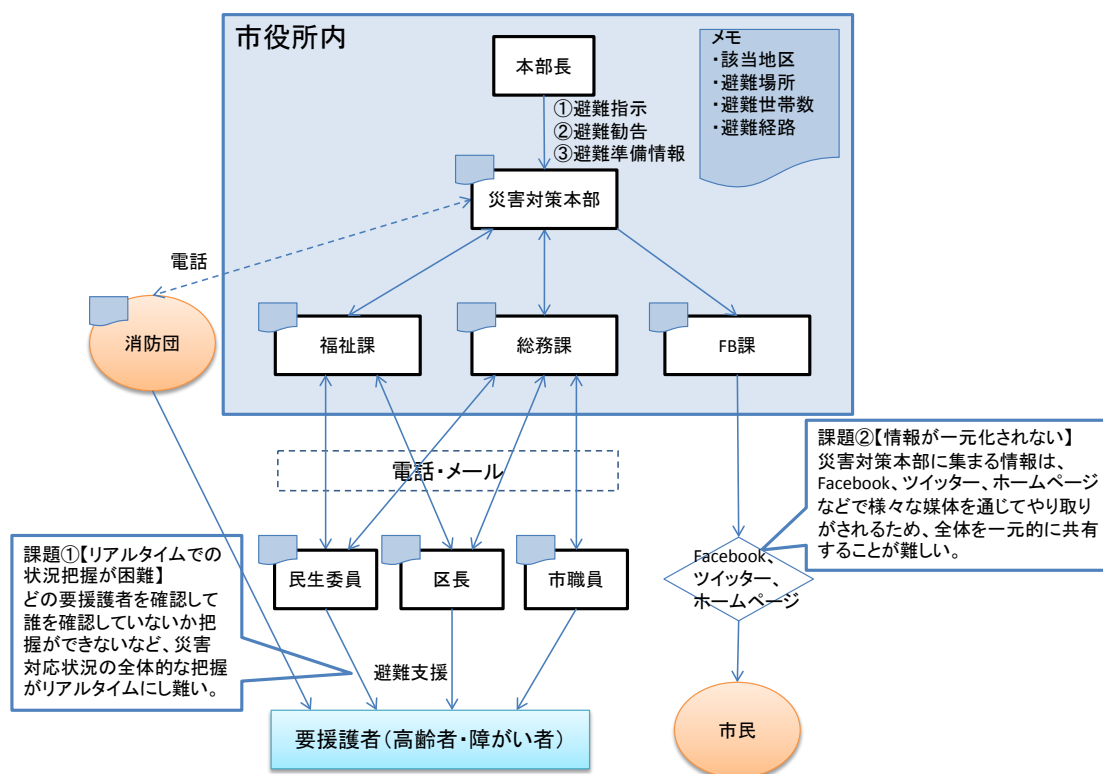 市役所内
メモ
・該当地区
・避難場所
・避難世帯数
・避難経路
本部長
①避難指示
②避難勧告
③避難準備情報
災害対策本部
電話
消防団
福祉課
総務課
FB課
電話・メール
課題②【情報が一元化されない】
災害対策本部に集まる情報は、
Facebook、ツイッター、ホームページ
などで様々な媒体を通じてやり取り
がされるため、全体を一元的に共有
することが難しい。
課題①【リアルタイムでの
状況把握が困難】
どの要援護者を確認して
誰を確認していないか把
握ができないなど、災害
対応状況の全体的な把握
がリアルタイムにし難い。
民生委員
区長
市職員
Facebook、
ツイッター、
ホームページ
避難支援
要援護者（高齢者・障がい者）
市民